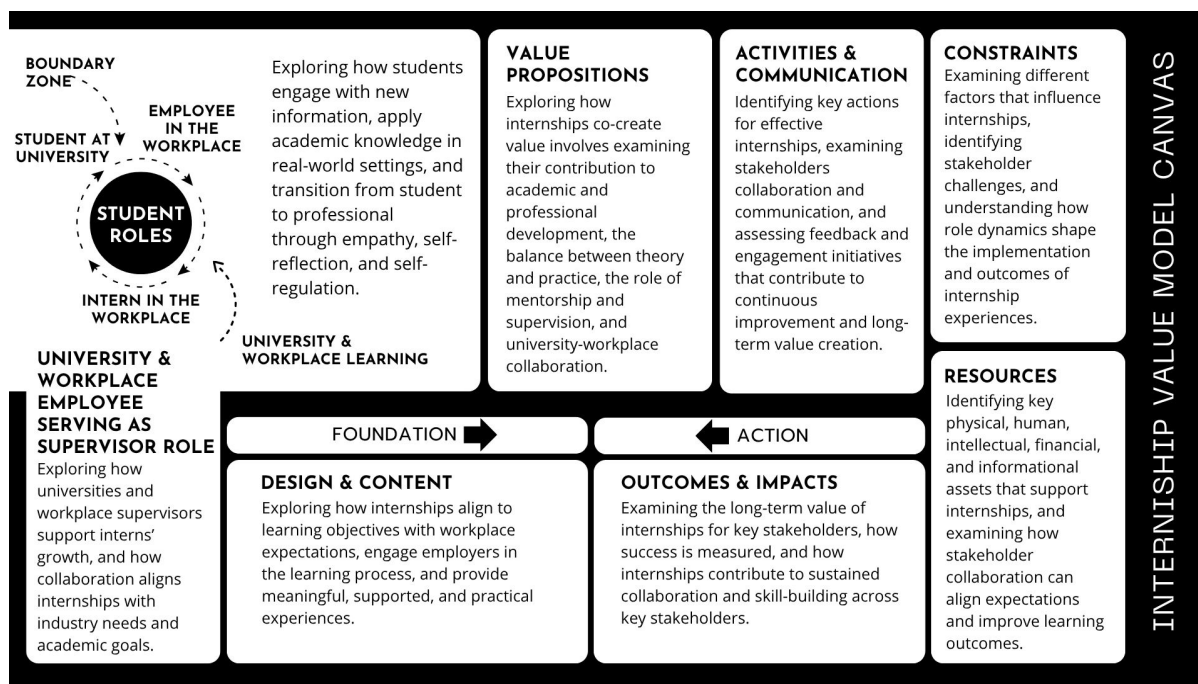 BOUNDARY
ZONE
EMPLOYEE
IN THE
WORKPLACE
STUDENT AT
UNIVERSITY
STUDENT
ROLES
INTERN IN THE
WORKPLACE
UNIVERSITY &
WORKPLACE LEARNING
Exploring how students
engage with new
information, apply
academic knowledge in
real-world settings, and
transition from student
to professional
through empathy, self-
reflection, and self-
regulation.
UNIVERSITY &
WORKPLACE
EMPLOYEE
SERVING AS
SUPERVISOR ROLE
Exploring how
universities and
workplace supervisors
support interns'
growth, and how
collaboration aligns
internships with
industry needs and
academic goals.
VALUE
PROPOSITIONS
Exploring how
internships co-create
value involves examining
their contribution to
academic and
professional
development, the
balance between theory
and practice, the role of
mentorship and
supervision, and
university-workplace
collaboration.
ACTIVITIES &
COMMUNICATION
Identifying key actions
for effective
internships, examining
stakeholders
collaboration and
communication, and
assessing feedback and
engagement initiatives
that contribute to
continuous
improvement and long-
term value creation.
CONSTRAINTS
Examining different
factors that influence
internships,
identifying
stakeholder
challenges, and
understanding how
role dynamics shape
the implementation
and outcomes of
internship
experiences.
RESOURCES
Identifying key
physical, human,
intellectual, financial,
and informational
assets that support
internships, and
examining how
stakeholder
collaboration can
align expectations
and improve learning
outcomes.
FOUNDATION
ACTION
DESIGN & CONTENT
Exploring how internships align to
learning objectives with workplace
expectations, engage employers in
the learning process, and provide
meaningful, supported, and practical
experiences.
OUTCOMES & IMPACTS
Examining the long-term value of
internships for key stakeholders, how
success is measured, and how
internships contribute to sustained
collaboration and skill-building across
key stakeholders.
INTERNISHIP VALUE MODEL CANVAS